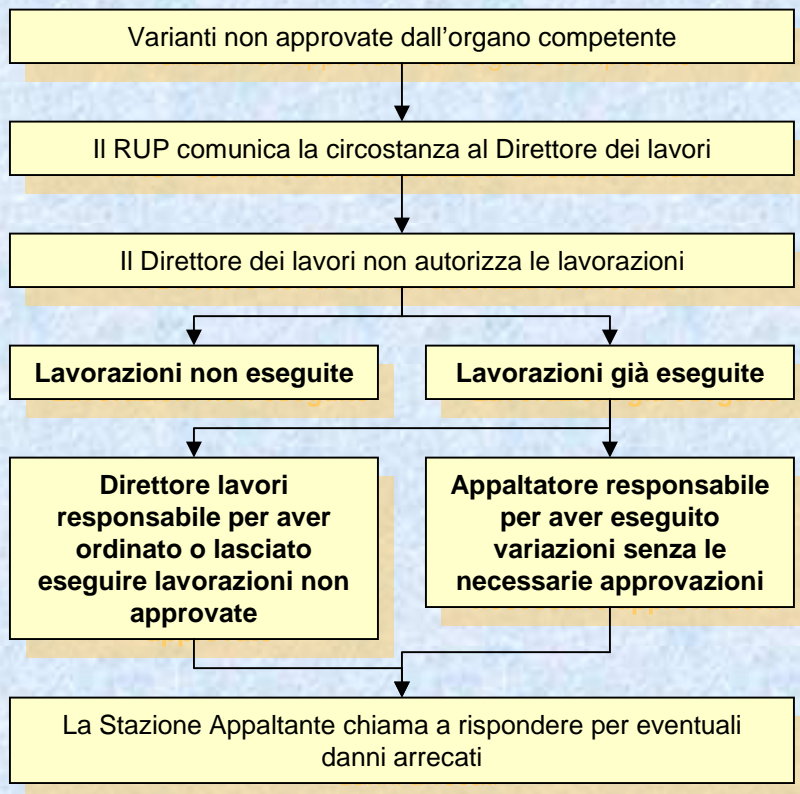 Varianti non approvate dall'organo competente
Il RUP comunica la circostanza al Direttore dei lavori
Il Direttore dei lavori non autorizza le lavorazioni
Lavorazioni non eseguite
Lavorazioni già eseguite
Direttore lavori
responsabile per aver
ordinato o lasciato
eseguire lavorazioni non
approvate
Appaltatore responsabile
per aver eseguito
variazioni senza le
necessarie approvazioni
La Stazione Appaltante chiama a rispondere per eventuali
danni arrecati